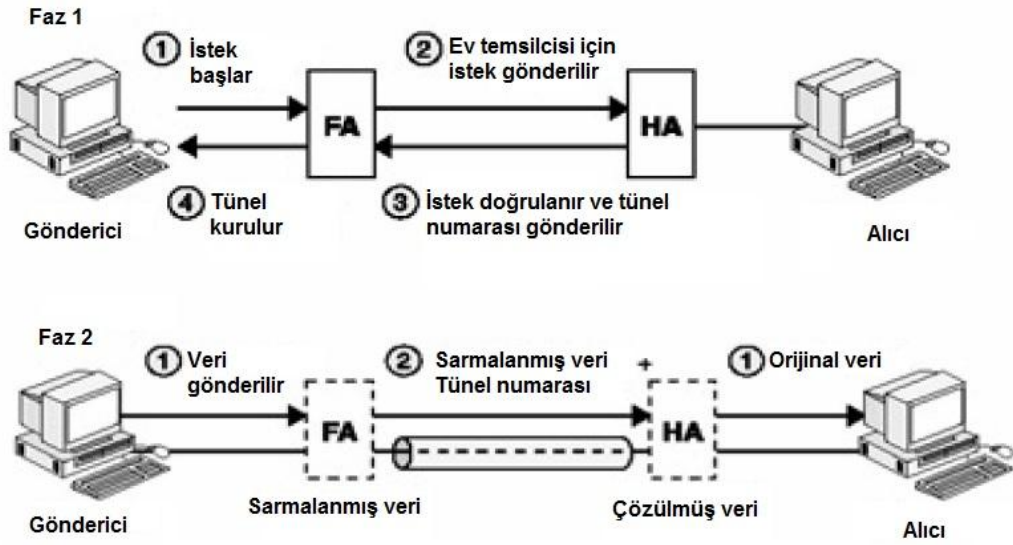 Faz 1
① İstek
başlar
② Ev temsilcisi için
istek gönderilir
FA
HA
④ Tünel
kurulur
③ İstek doğrulanır ve tünel
numarası gönderilir
Gönderici
Alıcı
Faz 2
① Veri
gönderilir
② Sarmalanmış veri +
Tünel numarası
① Orijinal veri
FA
HA
Sarmalanmış veri
Çözülmüş veri
Gönderici
Alıcı